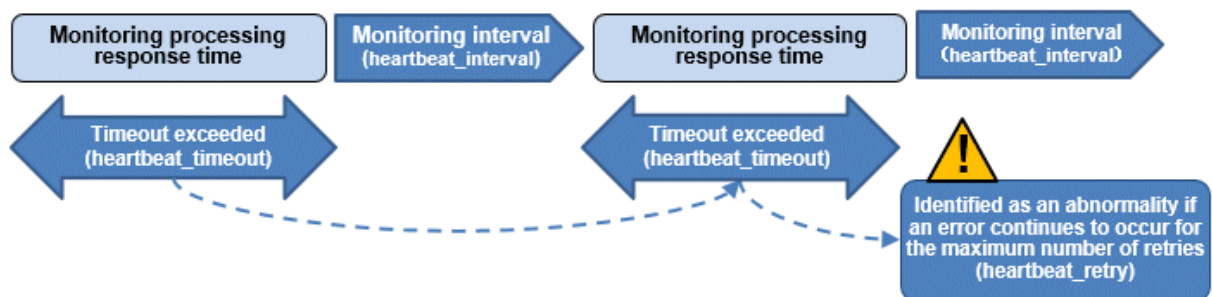 Monitoring processing
response time
Monitoring interval
(heartbeat_interval)
Monitoring processing
response time
Monitoring interval
(heartbeat_interval)
Timeout exceeded
(heartbeat_timeout)
Timeout exceeded
(heartbeat_timeout)
!
Identified as an abnormality if
an error continues to occur for
the maximum number of retries
(heartbeat_retry)